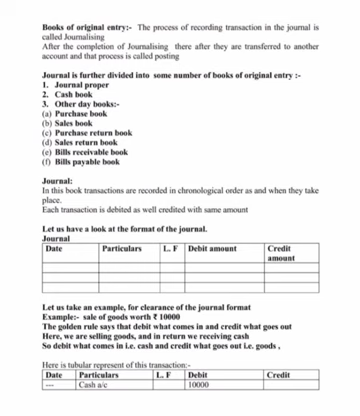 Books of original entry:- The process of recording transaction in the journal is
called Journalising
After the completion of Journalising there after they are transferred to another
account and that process is called posting
Journal is further divided into some number of books of original entry :-
1. Journal proper
2. Cash book
3. Other day books:-
(a) Purchase book
(b) Sales book
(c) Purchase return book
(d) Sales return book
(e) Bills receivable book
(f) Bills payable book
Journal:
In this book transactions are recorded in chronological order as and when they take
place.
Each transaction is debited as well credited with same amount
Let us have a look at the format of the journal.
Journal
Date Particulars L. F Debit amount Credit
amount
Let us take an example, for clearance of the journal format
Example:- sale of goods worth ₹ 10000
The golden rule says that debit what comes in and credit what goes out
Here, we are selling goods, and in return we receiving cash
So debit what comes in i.e. cash and credit what goes out i.e. goods .
Here is tubular represent of this transaction:-
Date Particulars L. F Debit Credit
--- Cash a/c 10000